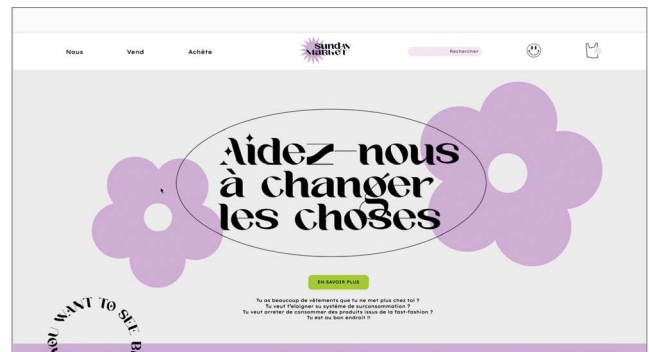 Nous
Vend
Achète
SUNDAY
MARKET
Rechercher
Aidez-nous
à changer
les choses
EN SAVOIR PLUS
Tu as beaucoup de vêtements que tu ne met plus chez toi ?
Tu veut t'eloigner su système de surconsommation ?
Tu veut arreter de consommer des produits issus de la fast-fashion ?
Tu est au bon endroit !!
YOU WANT TO SEE